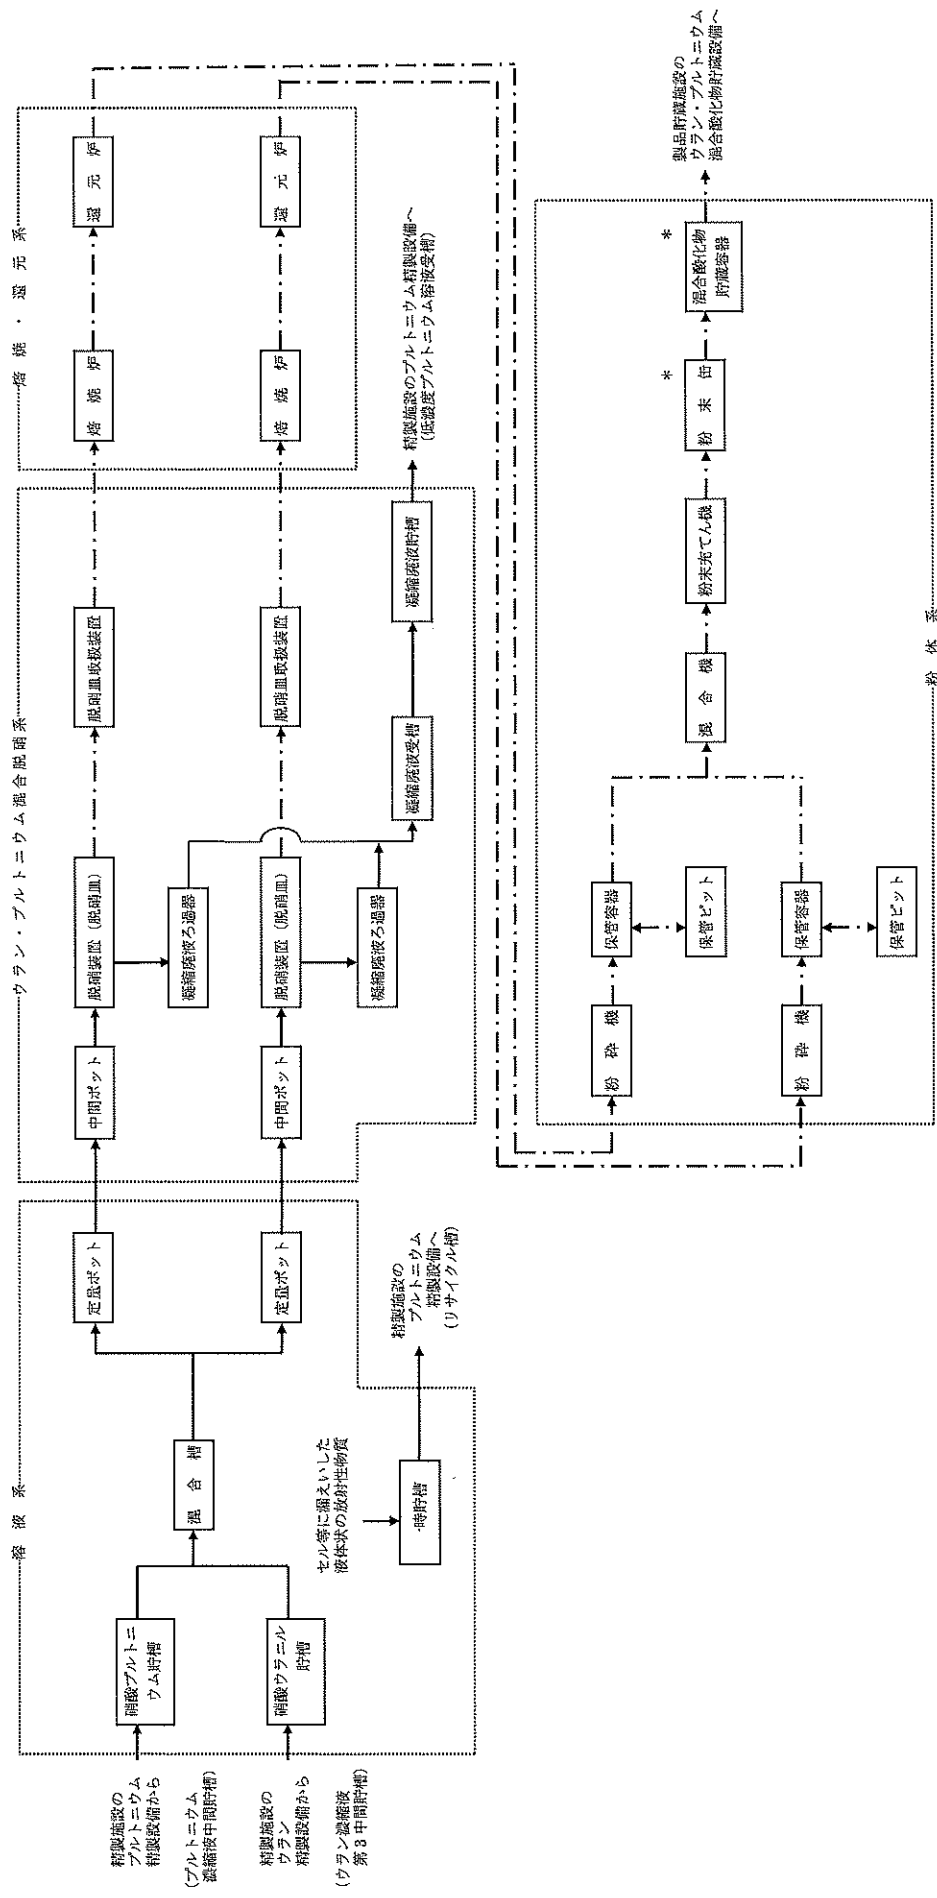 溶液系
精製施設の
プルトニウム
精製設備から
(プルトニウム
濃縮液中間貯槽)
精製施設の
ウラン
精製設備から
(ウラン濃縮液
第3中間貯槽)
硝酸プルトニ
ウム貯槽
硝酸ウラニル
貯槽
混合槽
定量ポット
定量ポット
セル等に漏えいした
液体状の放射性物質
一時貯槽
精製施設の
プルトニウム
精製設備へ
(リサイクル槽)
ウラン・プルトニウム混合脱硝系
中間ポット
脱硝装置(脱硝皿)
脱硝皿取扱装置
凝縮廃液ろ過器
中間ポット
脱硝装置(脱硝皿)
脱硝皿取扱装置
凝縮廃液ろ過器
凝縮廃液受槽
凝縮廃液貯槽
精製施設のプルトニウム精製設備へ
(低濃度プルトニウム溶液受槽)
焙焼・還元系
焙焼炉
還元炉
焙焼炉
還元炉
粉砕機
保管容器
保管ピット
粉砕機
保管容器
保管ピット
混合機
粉末充てん機
*
粉末缶
*
混合酸化物
貯蔵容器
製品貯蔵施設の
ウラン・プルトニウム
混合酸化物貯蔵設備へ
粉体系